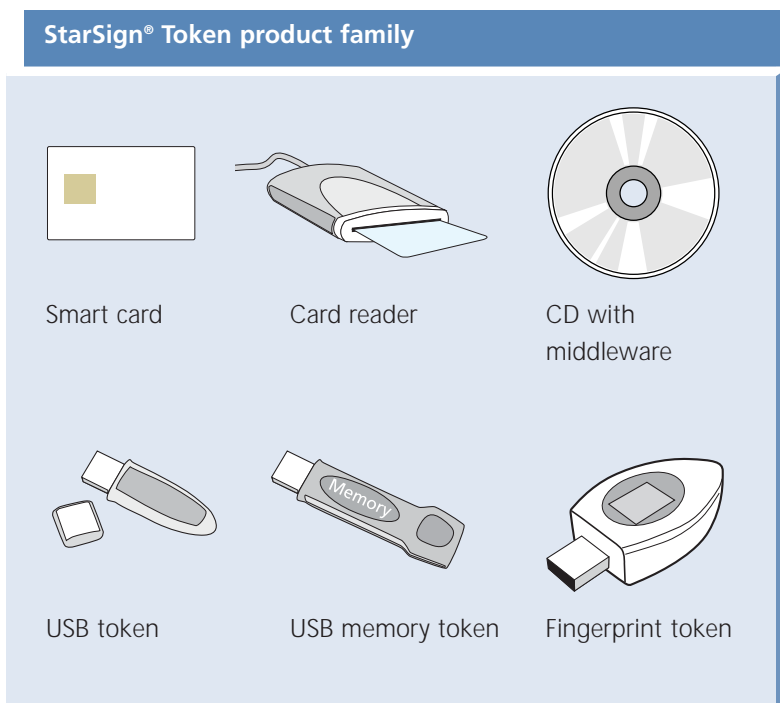 StarSign® Token product family
Smart card
Card reader
CD with
middleware
Memory
USB token
USB memory token
Fingerprint token